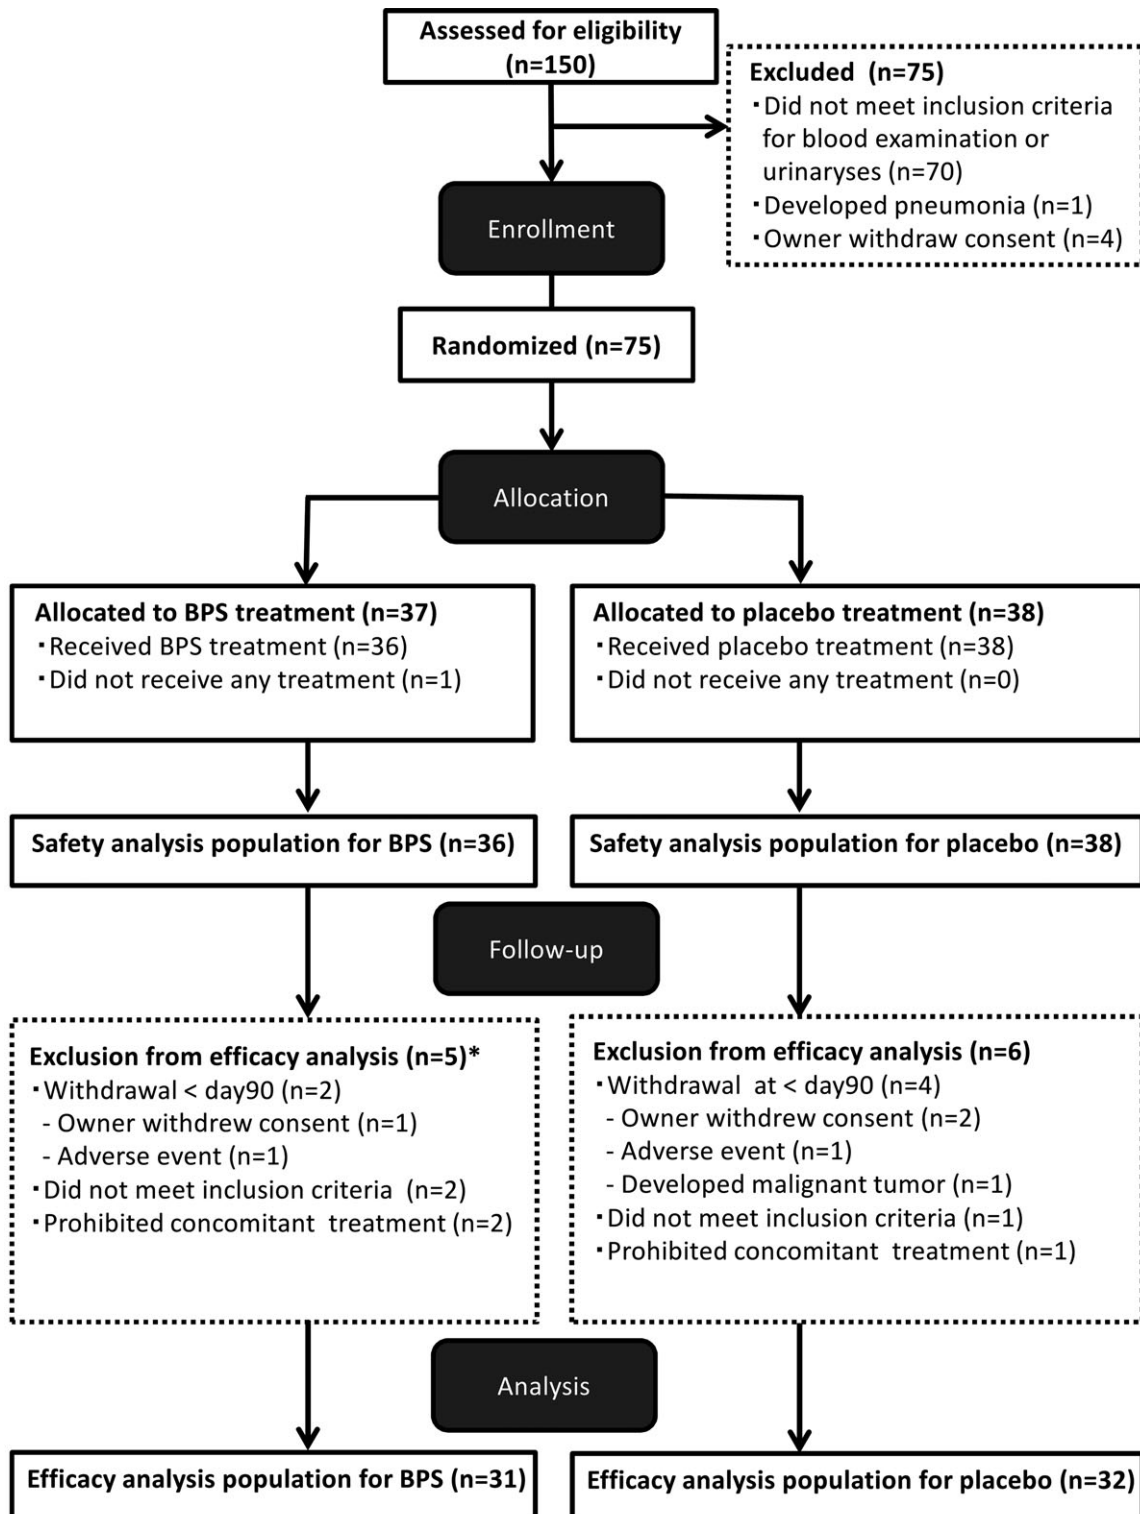 Assessed for eligibility
(n=150)
Excluded (n=75)
・Did not meet inclusion criteria
for blood examination or
urinaryses (n=70)
・Developed pneumonia (n=1)
・Owner withdraw consent (n=4)
Enrollment
Randomized (n=75)
Allocation
Allocated to BPS treatment (n=37)
・Received BPS treatment (n=36)
・Did not receive any treatment (n=1)
Allocated to placebo treatment (n=38)
・Received placebo treatment (n=38)
・Did not receive any treatment (n=0)
Safety analysis population for BPS (n=36)
Safety analysis population for placebo (n=38)
Follow-up
Exclusion from efficacy analysis (n=5)*
・Withdrawal < day90 (n=2)
- Owner withdrew consent (n=1)
- Adverse event (n=1)
・Did not meet inclusion criteria (n=2)
・Prohibited concomitant treatment (n=2)
Exclusion from efficacy analysis (n=6)
・Withdrawal at < day90 (n=4)
- Owner withdrew consent (n=2)
- Adverse event (n=1)
- Developed malignant tumor (n=1)
・Did not meet inclusion criteria (n=1)
・Prohibited concomitant treatment (n=1)
Analysis
Efficacy analysis population for BPS (n=31)
Efficacy analysis population for placebo (n=32)